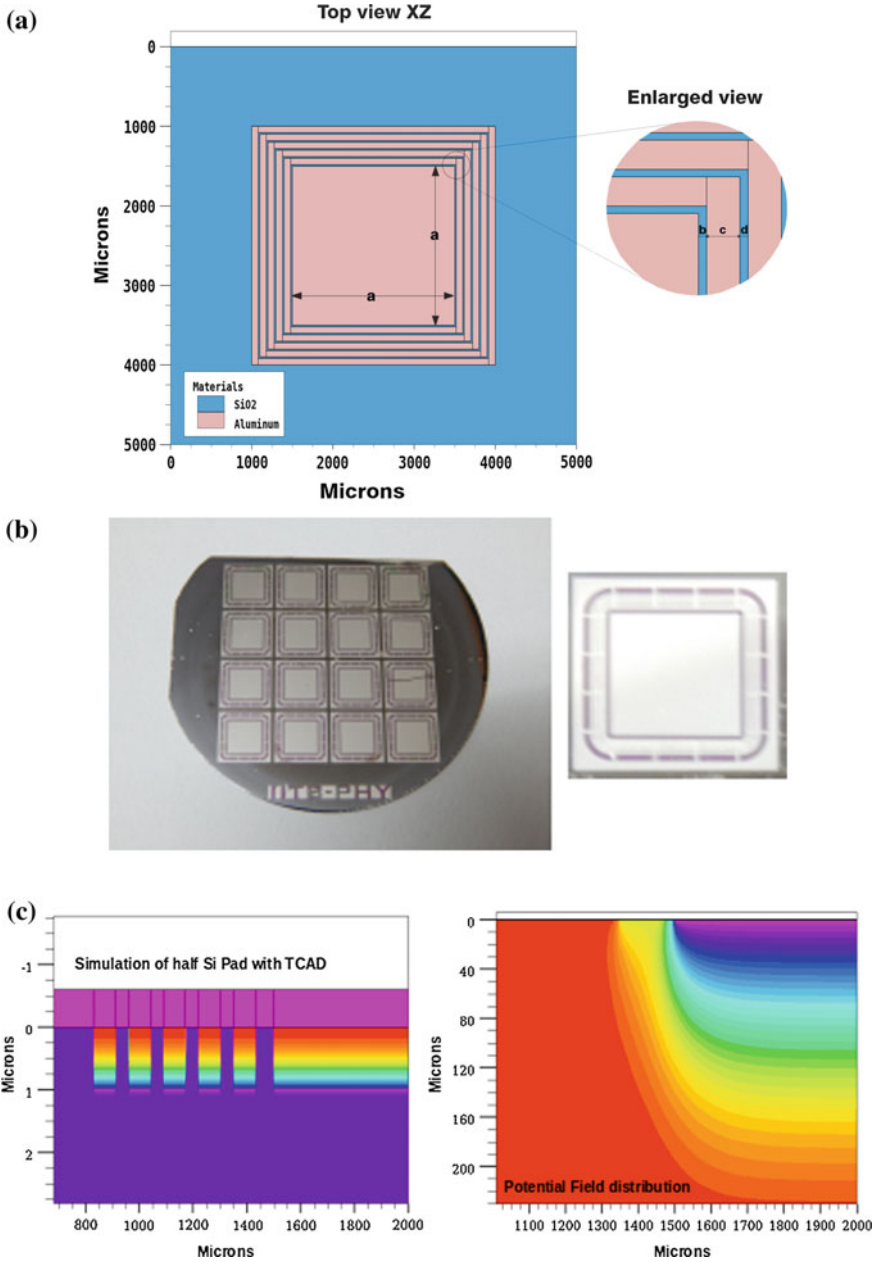 (a)
Top view XZ
0
1000
2000
3000
4000
5000
Microns
a
a
Materials
SiO2
Aluminum
0
1000
2000
3000
4000
5000
Microns
Enlarged view
b
c
d
(b)
IITB-PHY
(c)
Simulation of half Si Pad with TCAD
-1
0
1
2
Microns
800
1000
1200
1400
1600
1800
2000
Microns
0
40
80
120
160
200
Microns
Potential Field distribution
1100
1200
1300
1400
1500
1600
1700
1800
1900
2000
Microns